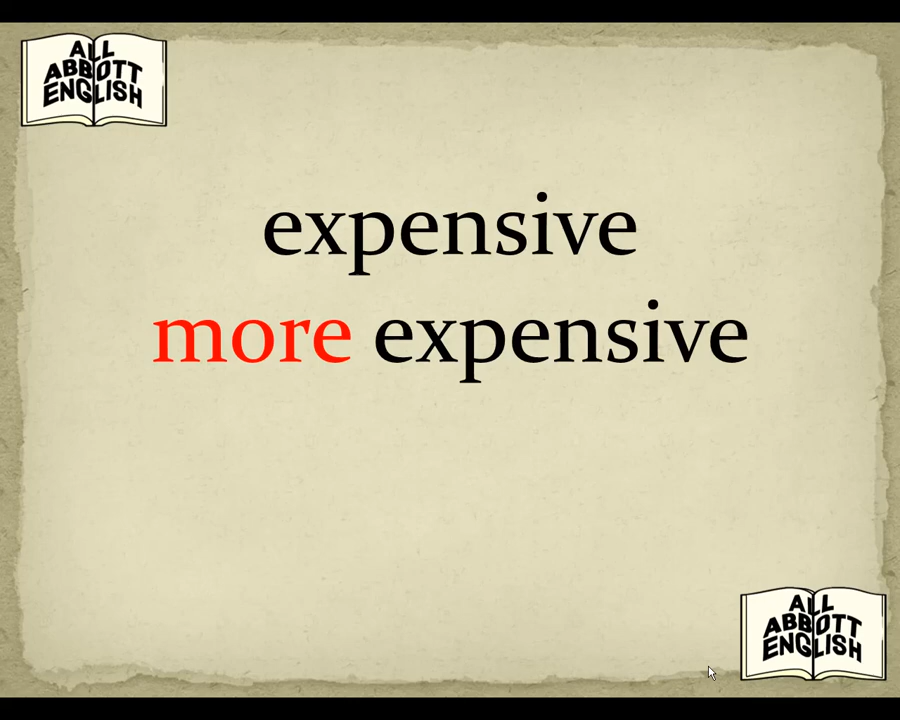 ALL
ABBOTT
ENGLISH
expensive
more expensive
ALL
ABBOTT
ENGLISH